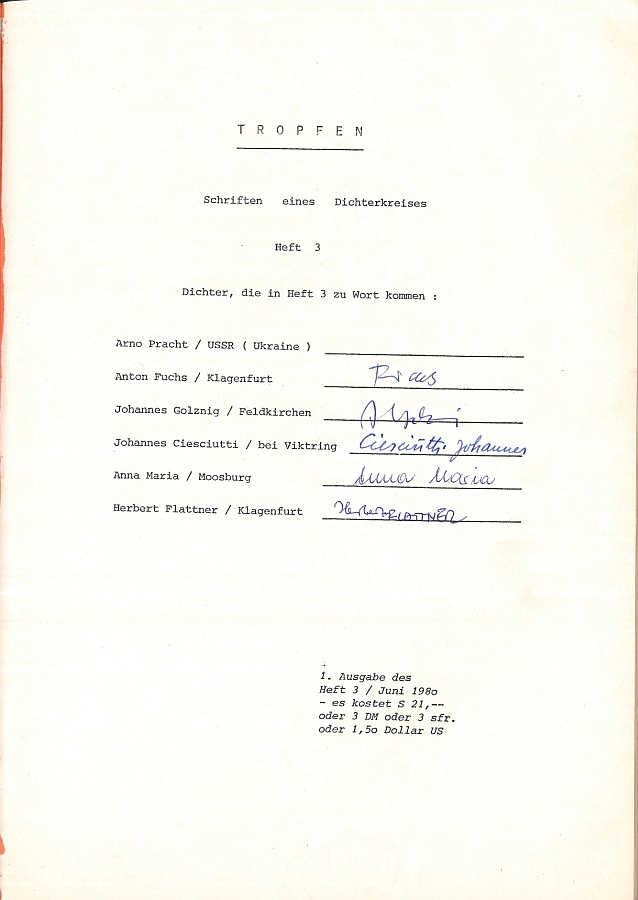 T R O P F E N
Schriften eines Dichterkreises
Heft 3
Dichter, die in Heft 3 zu Wort kommen :
Arno Pracht / USSR ( Ukraine )
Anton Fuchs / Klagenfurt
Johannes Golznig / Feldkirchen
Johannes Ciesciutti / bei Viktring Ciesciutti Johannes
Anna Maria / Moosburg Anna Maria
Herbert Flattner / Klagenfurt Herbert FLATTNER
1. Ausgabe des
Heft 3 / Juni 198o
- es kostet S 21,--
oder 3 DM oder 3 sfr.
oder 1,5o Dollar US